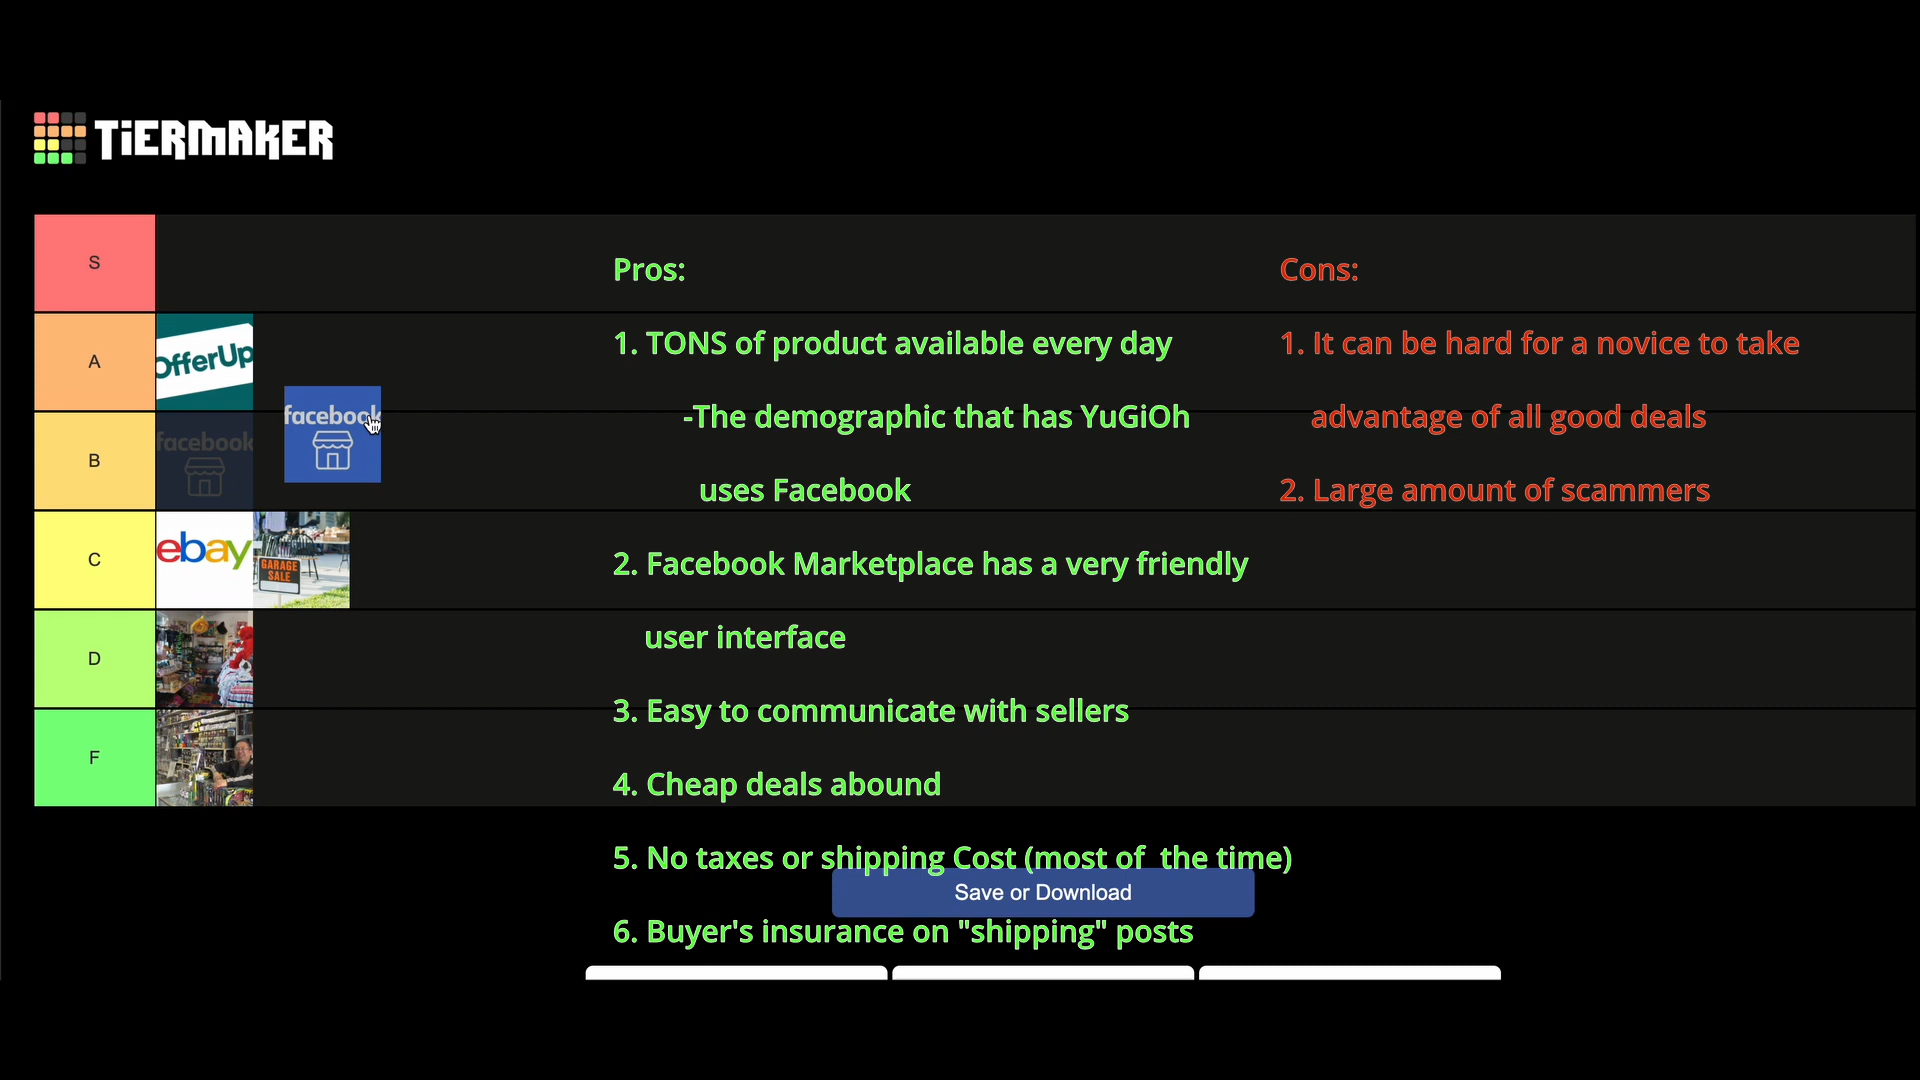 TiERMAKER
S
Pros:
Cons:
A
OfferUp
1. TONS of product available every day
1. It can be hard for a novice to take
facebook
-The demographic that has YuGiOh
advantage of all good deals
B
facebook
uses Facebook
2. Large amount of scammers
C
ebay
GARAGE
SALE
2. Facebook Marketplace has a very friendly
user interface
D
3. Easy to communicate with sellers
F
4. Cheap deals abound
5. No taxes or shipping Cost (most of  the time)
Save or Download
6. Buyer's insurance on "shipping" posts